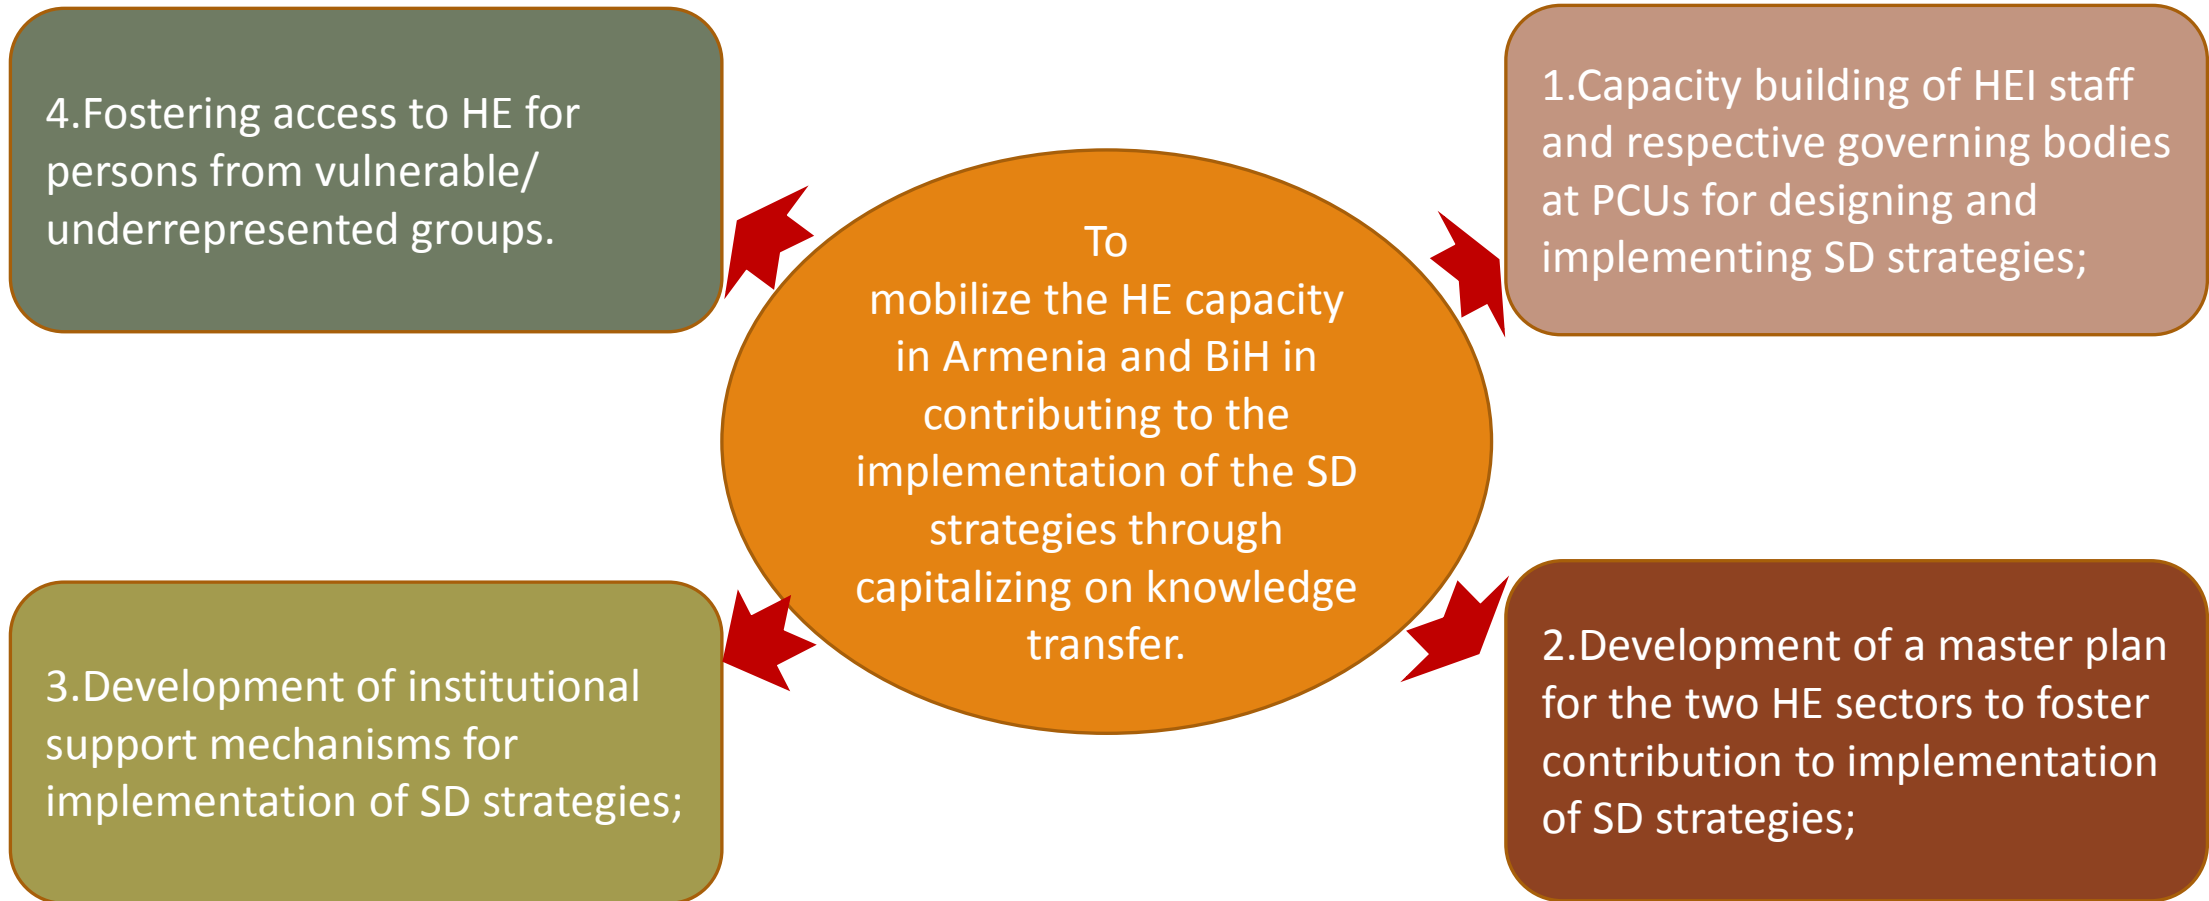 4.Fostering access to HE for
persons from vulnerable/
underrepresented groups.
1.Capacity building of HEI staff
and respective governing bodies
at PCUs for designing and
implementing SD strategies;
To
mobilize the HE capacity
in Armenia and BiH in
contributing to the
implementation of the SD
strategies through
capitalizing on knowledge
transfer.
3.Development of institutional
support mechanisms for
implementation of SD strategies;
2.Development of a master plan
for the two HE sectors to foster
contribution to implementation
of SD strategies;